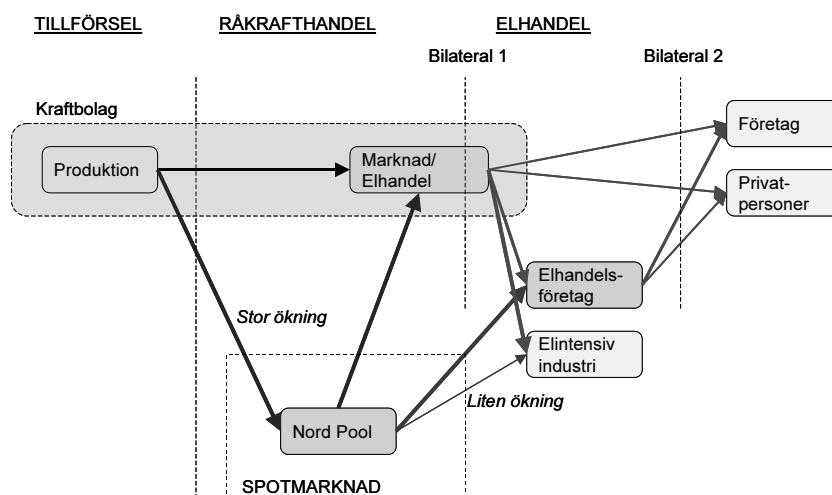 TILLFÖRSEL
RÅKRAFTHANDEL
ELHANDEL
Bilateral 1
Bilateral 2
Kraftbolag
Produktion
Marknad/
Elhandel
Företag
Privat-
personer
Elhandels-
företag
Stor ökning
Elintensiv
industri
Liten ökning
Nord Pool
SPOTMARKNAD